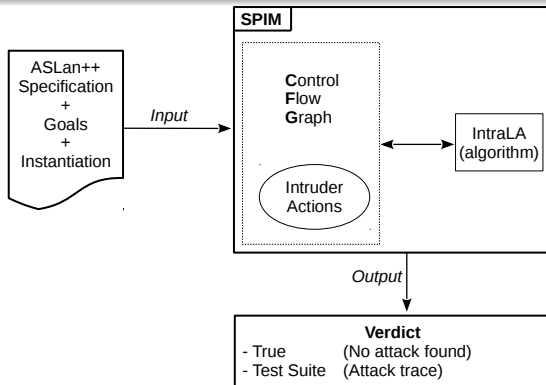 SPIM
ASLan++
Specification
+
Goals
+
Instantiation
Input
Control
Flow
Graph
Intruder
Actions
IntraLA
(algorithm)
Output
Verdict
- True (No attack found)
- Test Suite (Attack trace)